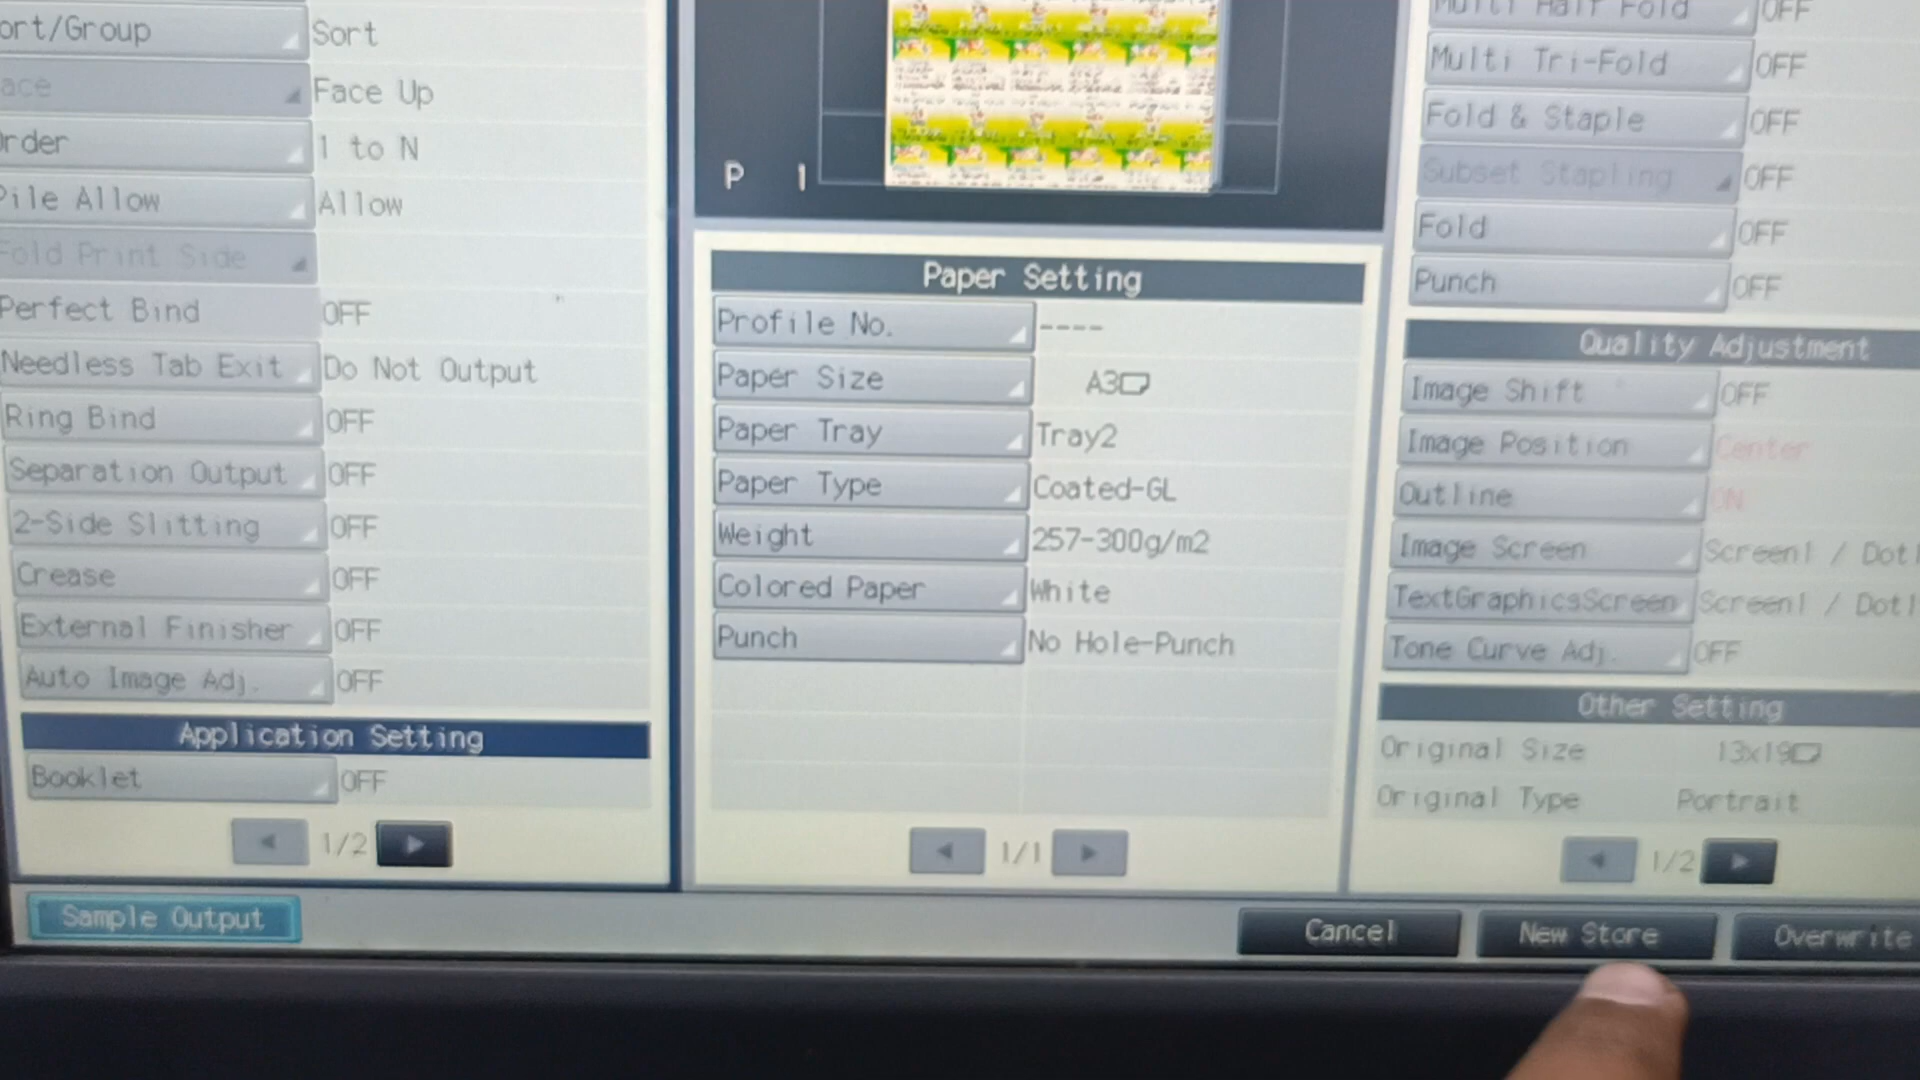 ort/Group Sort
ace Face Up
rder 1 to N
Pile Allow Allow
Fold Print Side
Perfect Bind OFF
Needless Tab Exit Do Not Output
Ring Bind OFF
Separation Output OFF
2-Side Slitting OFF
Crease OFF
External Finisher OFF
Auto Image Adj. OFF
Application Setting
Booklet OFF
1/2
Sample Output
P 1
Paper Setting
Profile No. ----
Paper Size A3
Paper Tray Tray2
Paper Type Coated-GL
Weight 257-300g/m2
Colored Paper White
Punch No Hole-Punch
1/1
Multi Half Fold OFF
Multi Tri-Fold OFF
Fold & Staple OFF
Subset Stapling OFF
Fold OFF
Punch OFF
Quality Adjustment
Image Shift OFF
Image Position Center
Outline ON
Image Screen Screen1 / Dot1
TextGraphicsScreen Screen1 / Dot1
Tone Curve Adj. OFF
Other Setting
Original Size 13x19
Original Type Portrait
1/2
Cancel New Store Overwrite